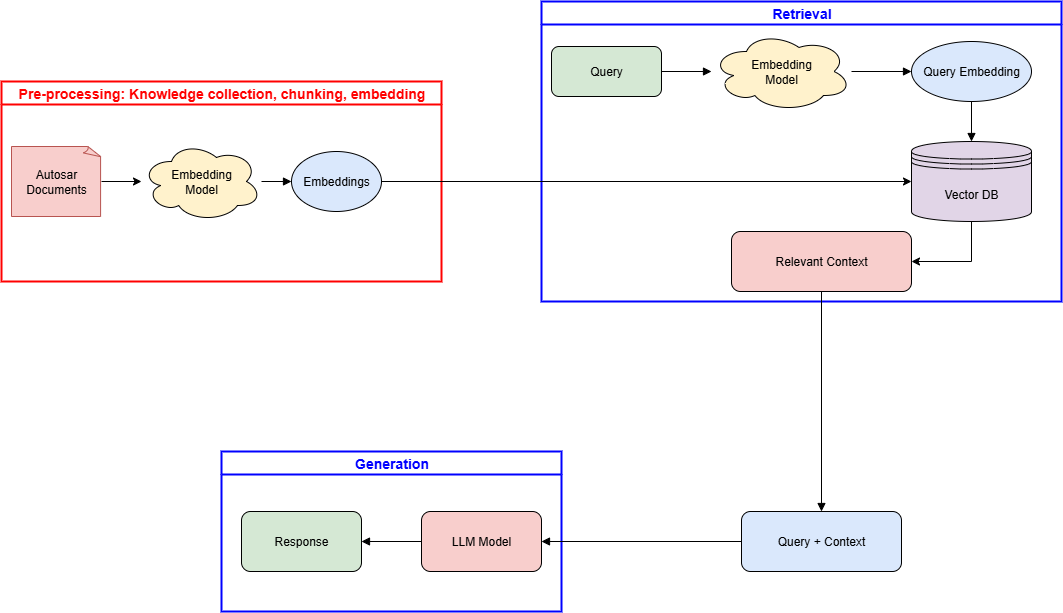 Retrieval
Query
Embedding
Model
Query Embedding
Pre-processing: Knowledge collection, chunking, embedding
Autosar
Documents
Embedding
Model
Embeddings
Vector DB
Relevant Context
Generation
Response
LLM Model
Query + Context